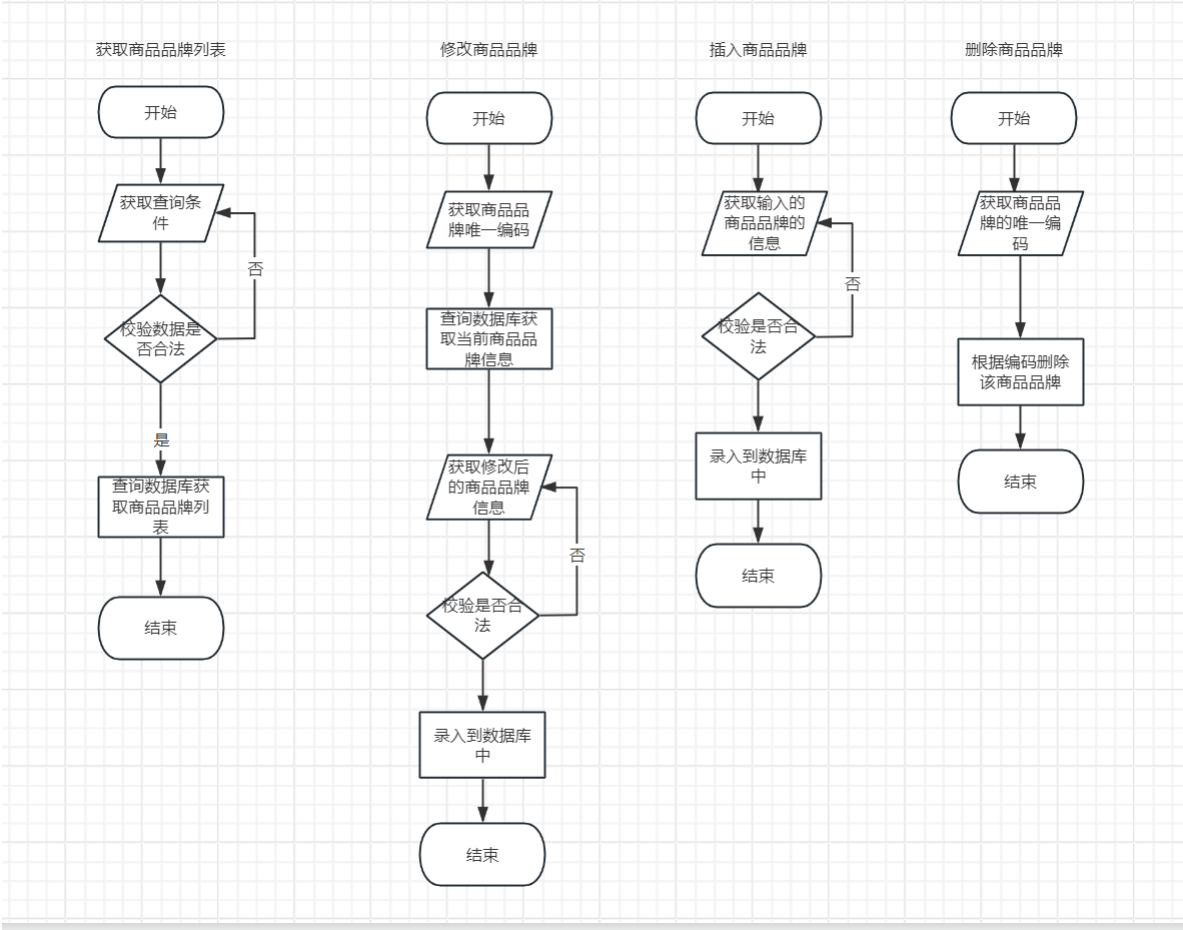 获取商品品牌列表
开始
获取查询条
件
否
校验数据是
否合法
是
查询数据库获
取商品品牌列
表
结束
修改商品品牌
开始
获取商品品
牌唯一编码
查询数据库获
取当前商品品
牌信息
获取修改后
的商品品牌
信息
否
校验是否合
法
录入到数据库
中
结束
插入商品品牌
开始
获取输入的
商品品牌的
信息
否
校验是否合
法
录入到数据库
中
结束
删除商品品牌
开始
获取商品品
牌的唯一编
码
根据编码删除
该商品品牌
结束